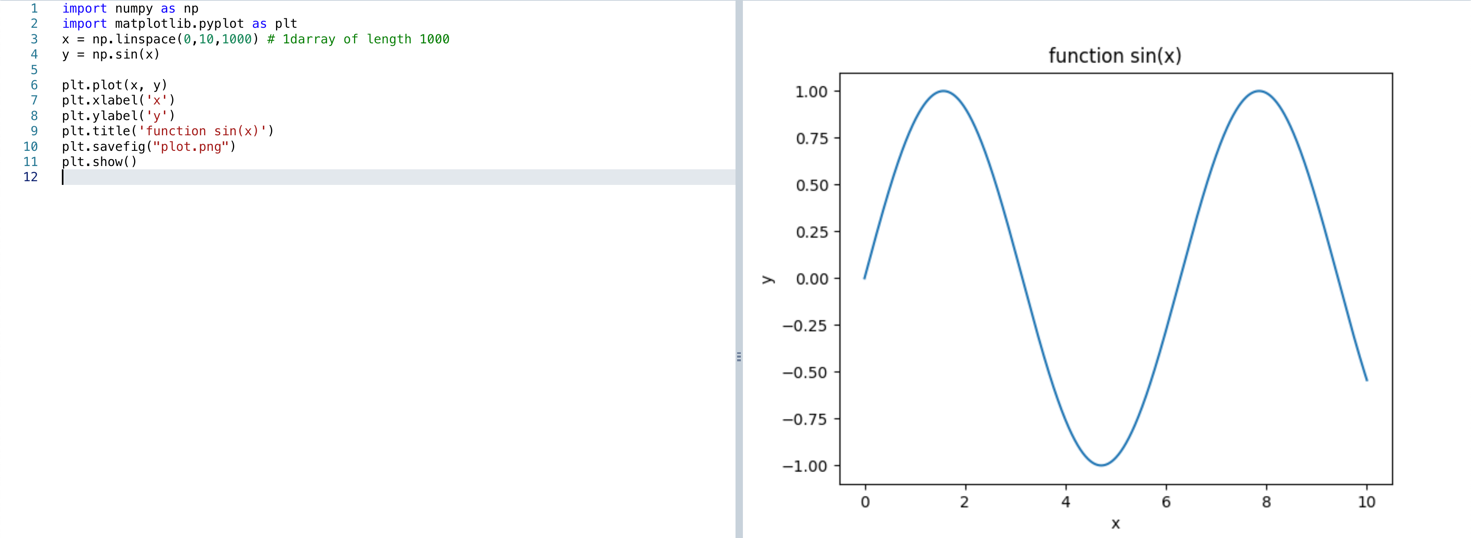 1 import numpy as np
2 import matplotlib.pyplot as plt
3 x = np.linspace(0,10,1000) # 1darray of length 1000
4 y = np.sin(x)
5
6 plt.plot(x, y)
7 plt.xlabel('x')
8 plt.ylabel('y')
9 plt.title('function sin(x)')
10 plt.savefig("plot.png")
11 plt.show()
12
function sin(x)
1.00
0.75
0.50
0.25
0.00
−0.25
−0.50
−0.75
−1.00
y
0 2 4 6 8 10
x